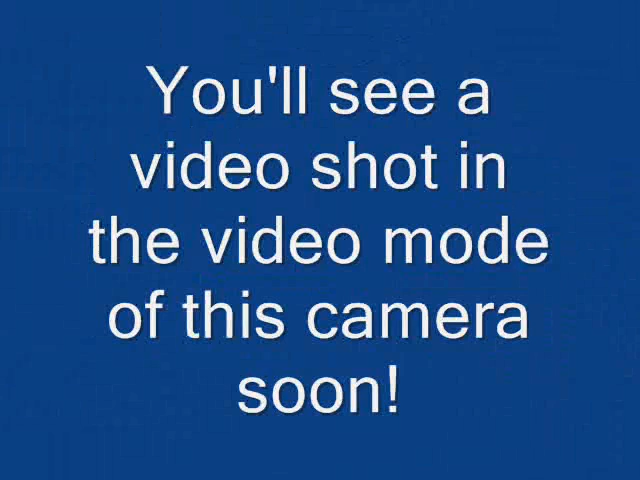 You'll see a
video shot in
the video mode
of this camera
soon!